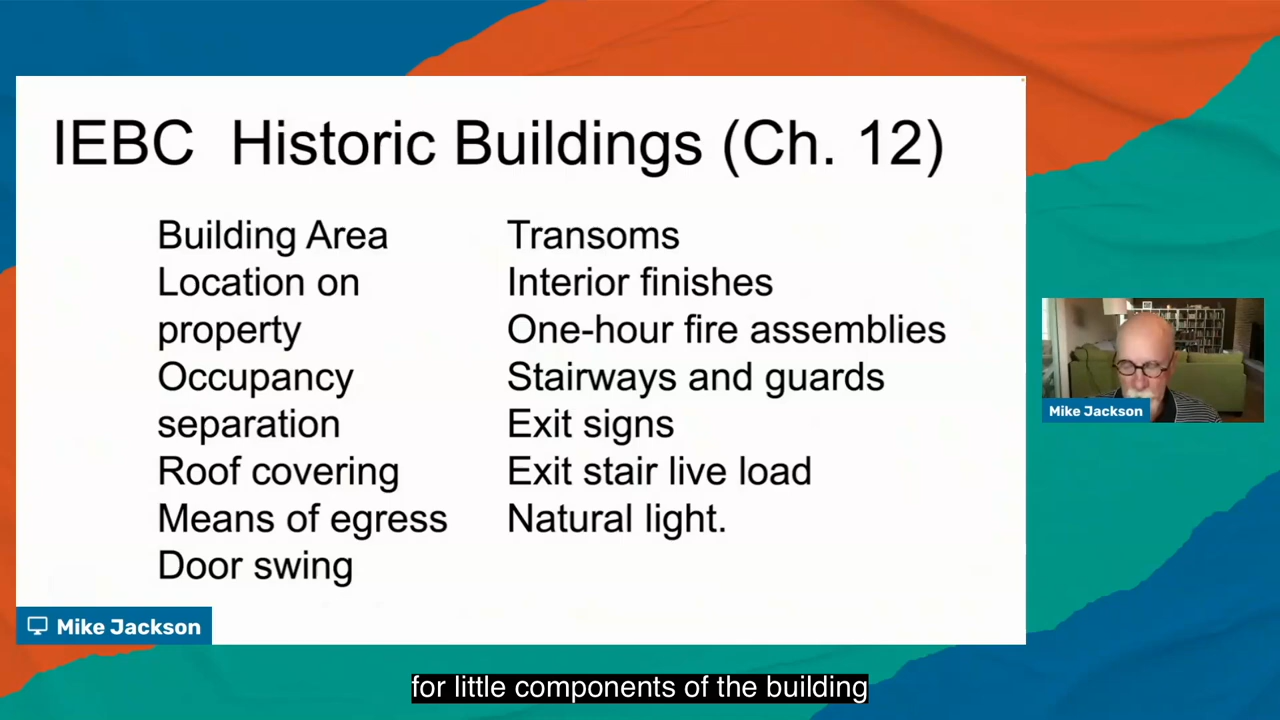 IEBC Historic Buildings (Ch. 12)
Building Area
Location on
property
Occupancy
separation
Roof covering
Means of egress
Door swing
Transoms
Interior finishes
One-hour fire assemblies
Stairways and guards
Exit signs
Exit stair live load
Natural light.
Mike Jackson
Mike Jackson
for little components of the building